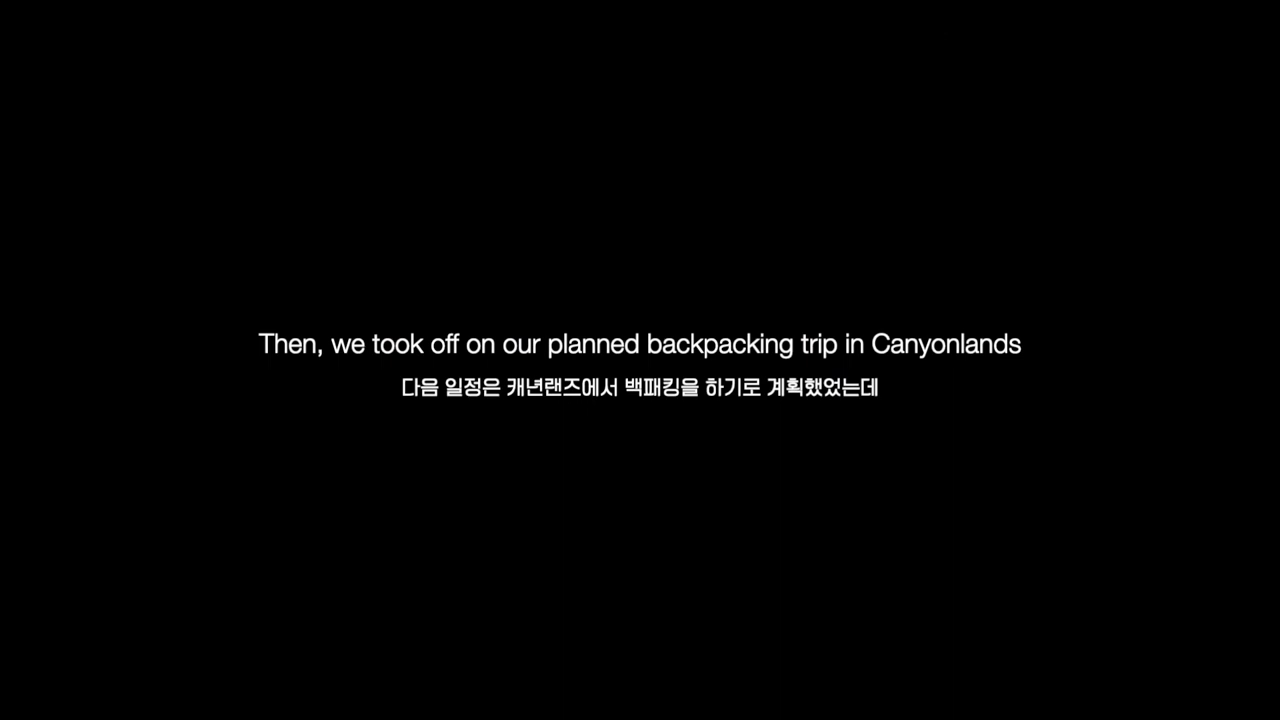 Then, we took off on our planned backpacking trip in Canyonlands
다음 일정은 캐년랜즈에서 백패킹을 하기로 계획했었는데